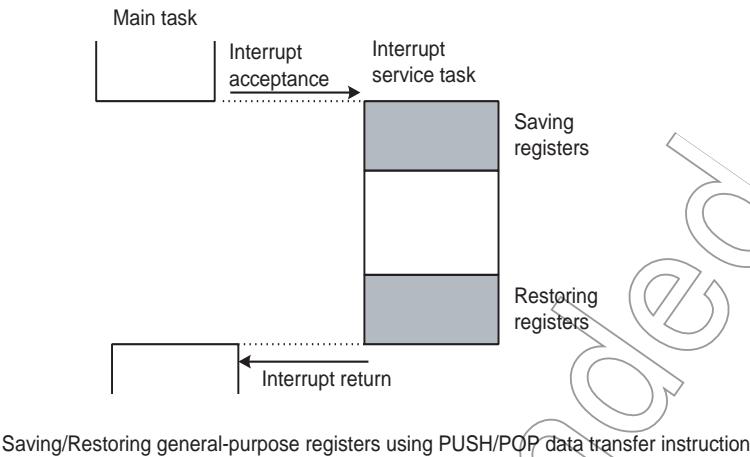 Main task
Interrupt
acceptance
Interrupt
service task
Saving
registers
Restoring
registers
Interrupt return
Saving/Restoring general-purpose registers using PUSH/POP data transfer instruction
nded